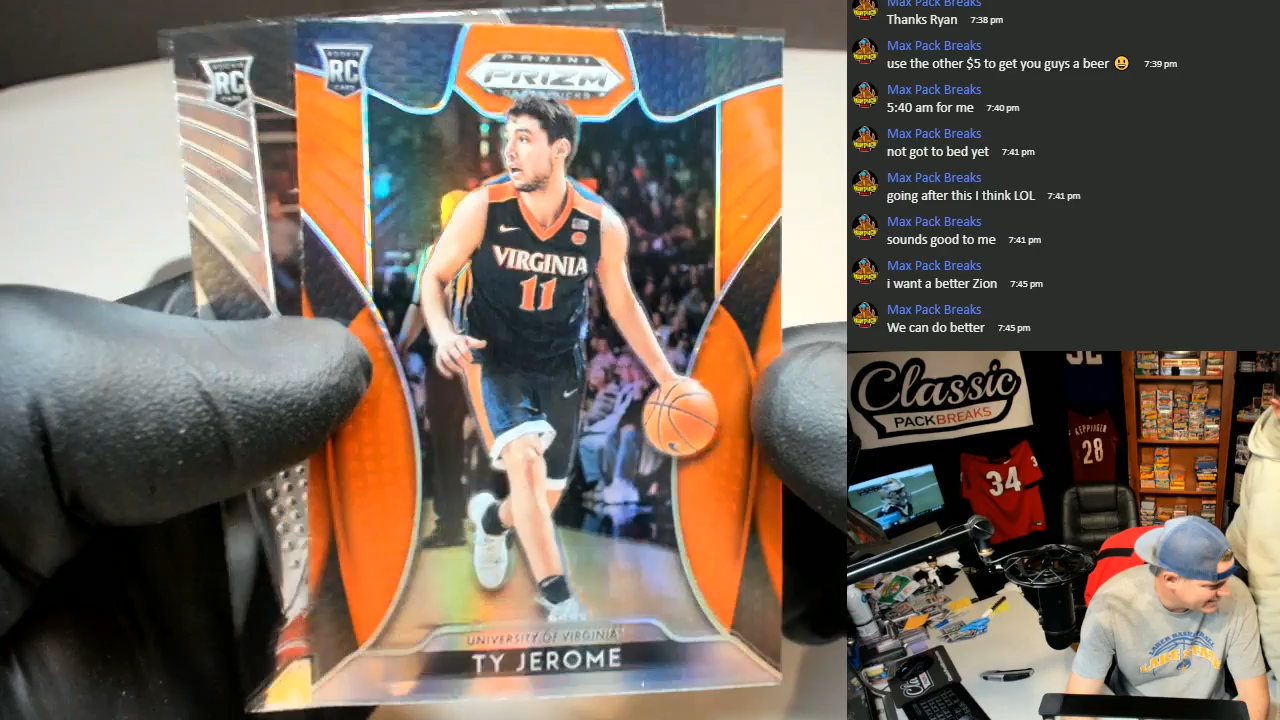 ROOKIE
RC
CARD
ROOKIE
RC
CARD
PANINI
PRIZM
DRAFT PICKS
VIRGINIA
11
UNIVERSITY OF VIRGINIA
TY JEROME
Max Pack Breaks
Thanks Ryan 7:38 pm
Max Pack Breaks
use the other $5 to get you guys a beer 😃 7:39 pm
Max Pack Breaks
5:40 am for me 7:40 pm
Max Pack Breaks
not got to bed yet 7:41 pm
Max Pack Breaks
going after this I think LOL 7:41 pm
Max Pack Breaks
sounds good to me 7:41 pm
Max Pack Breaks
i want a better Zion 7:45 pm
Max Pack Breaks
We can do better 7:45 pm
Classic
PACKBREAKS
34
KEPPINGER
28
Classic